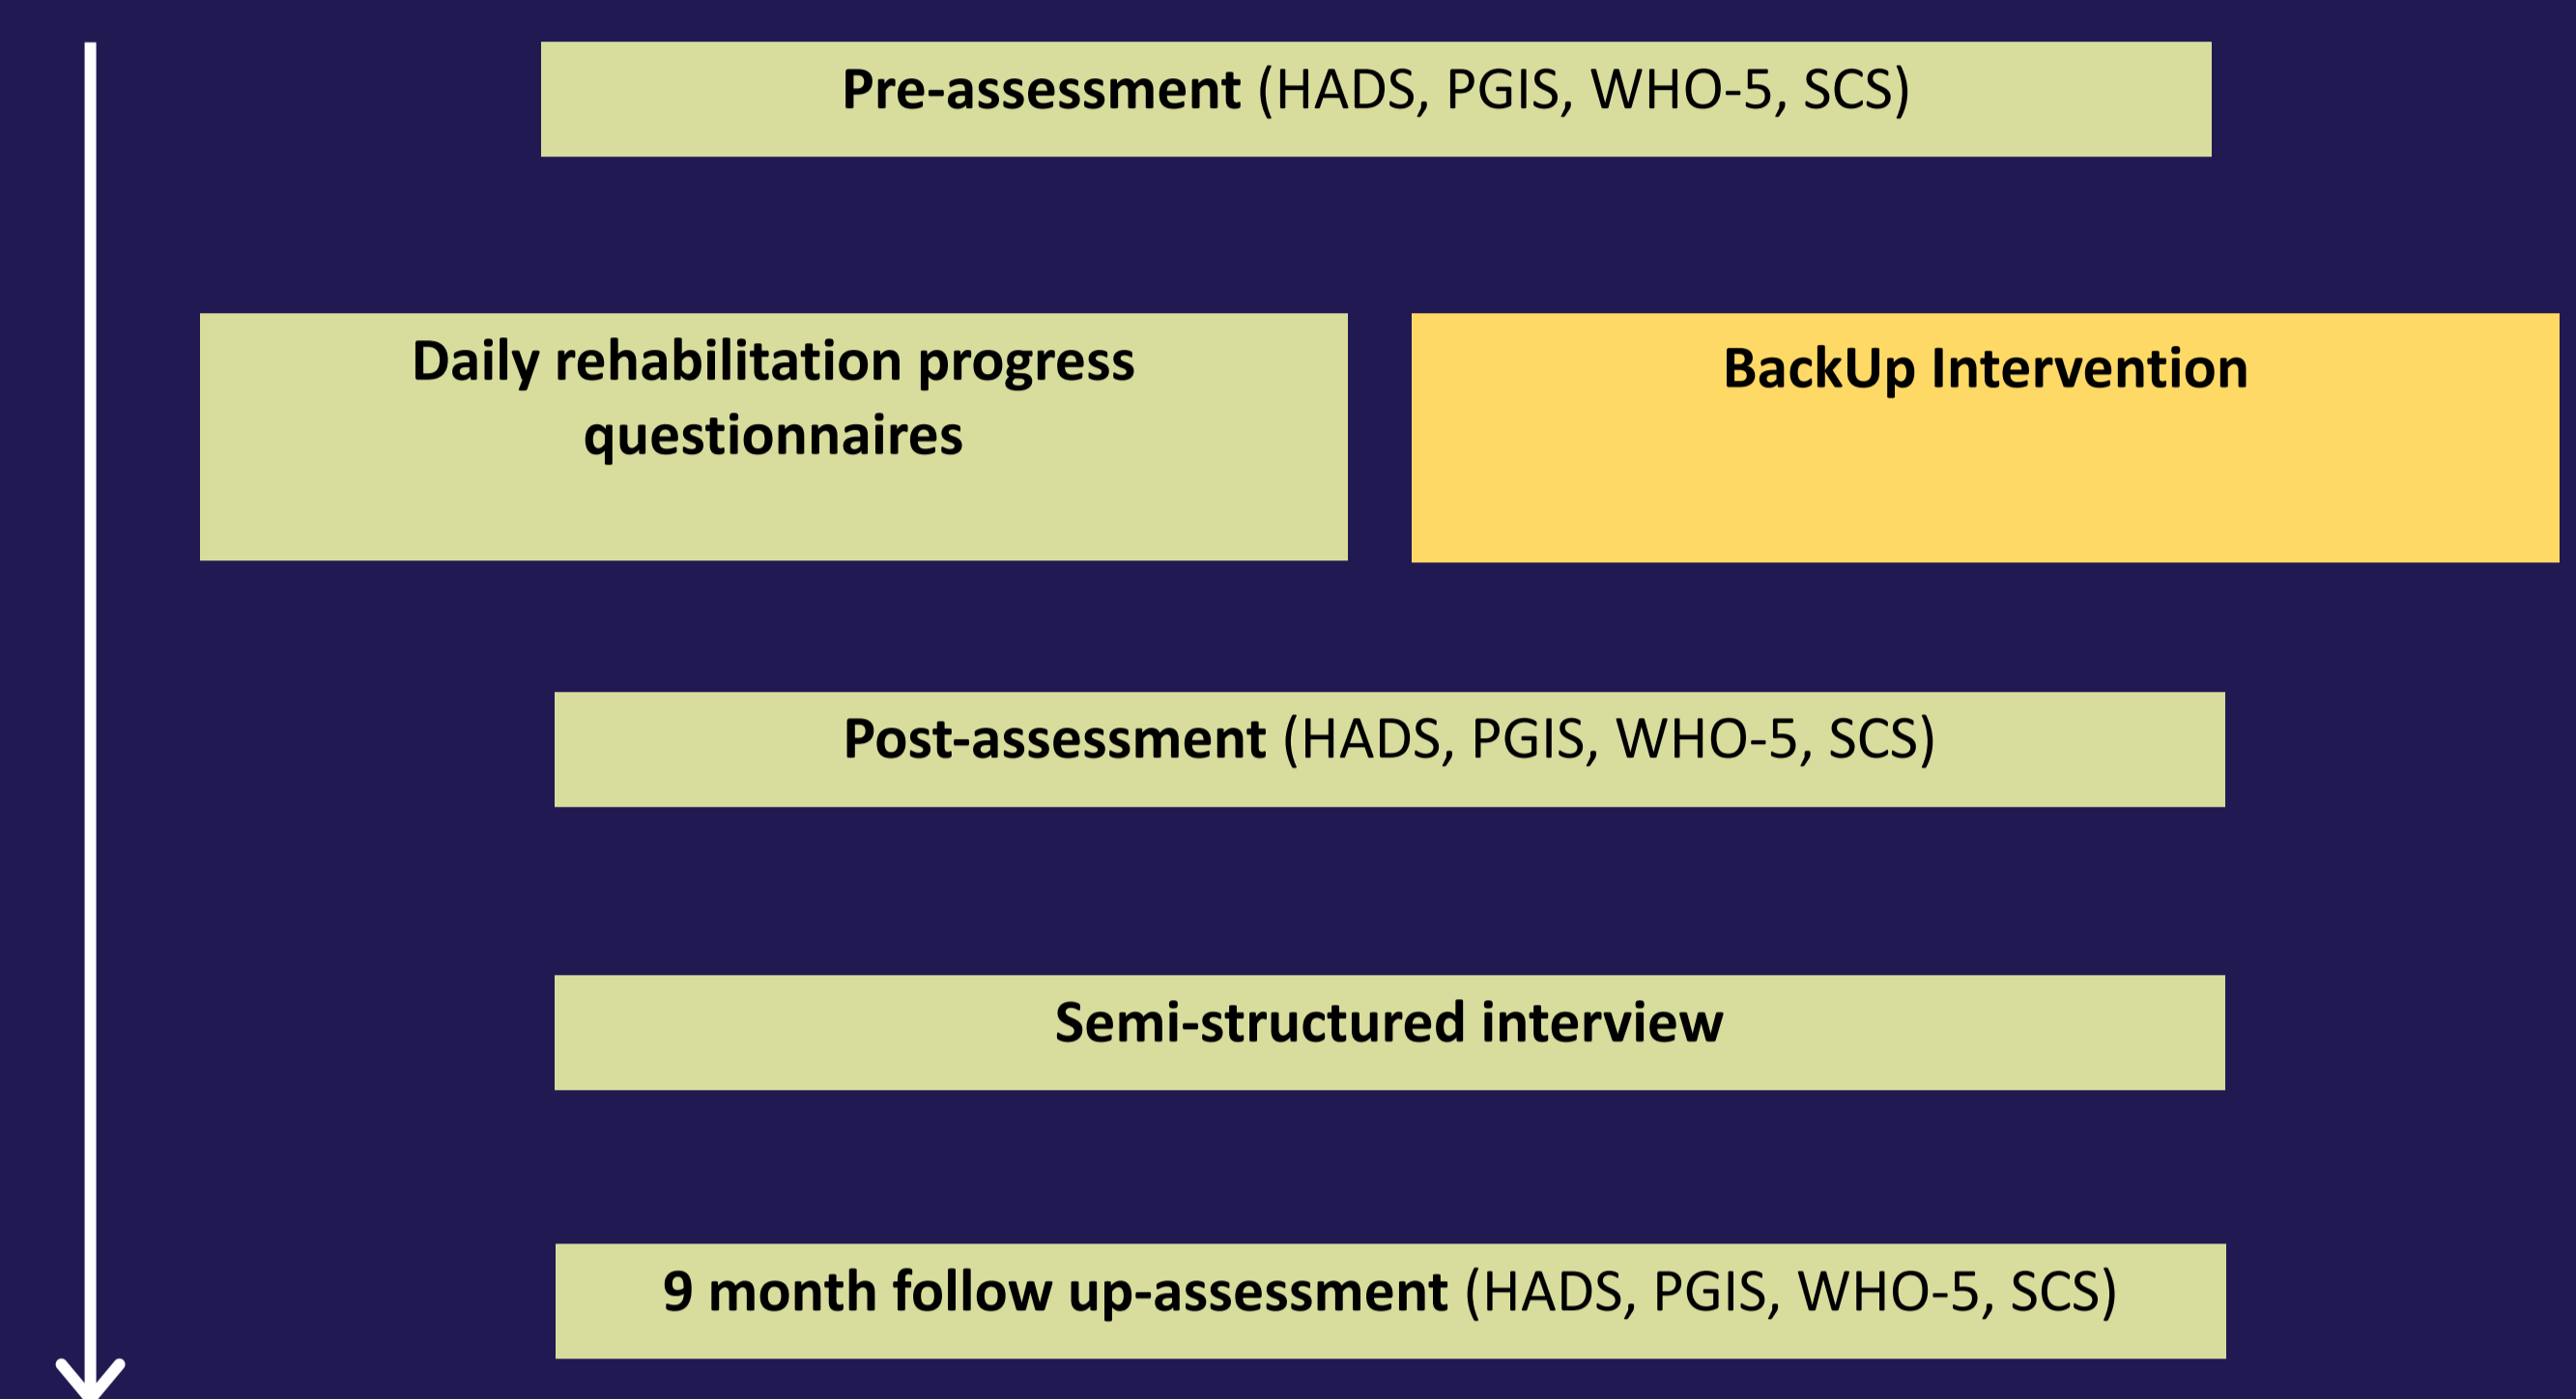 Pre-assessment (HADS, PGIS, WHO-5, SCS)
Daily rehabilitation progress
questionnaires
BackUp Intervention
Post-assessment (HADS, PGIS, WHO-5, SCS)
Semi-structured interview
9 month follow up-assessment (HADS, PGIS, WHO-5, SCS)